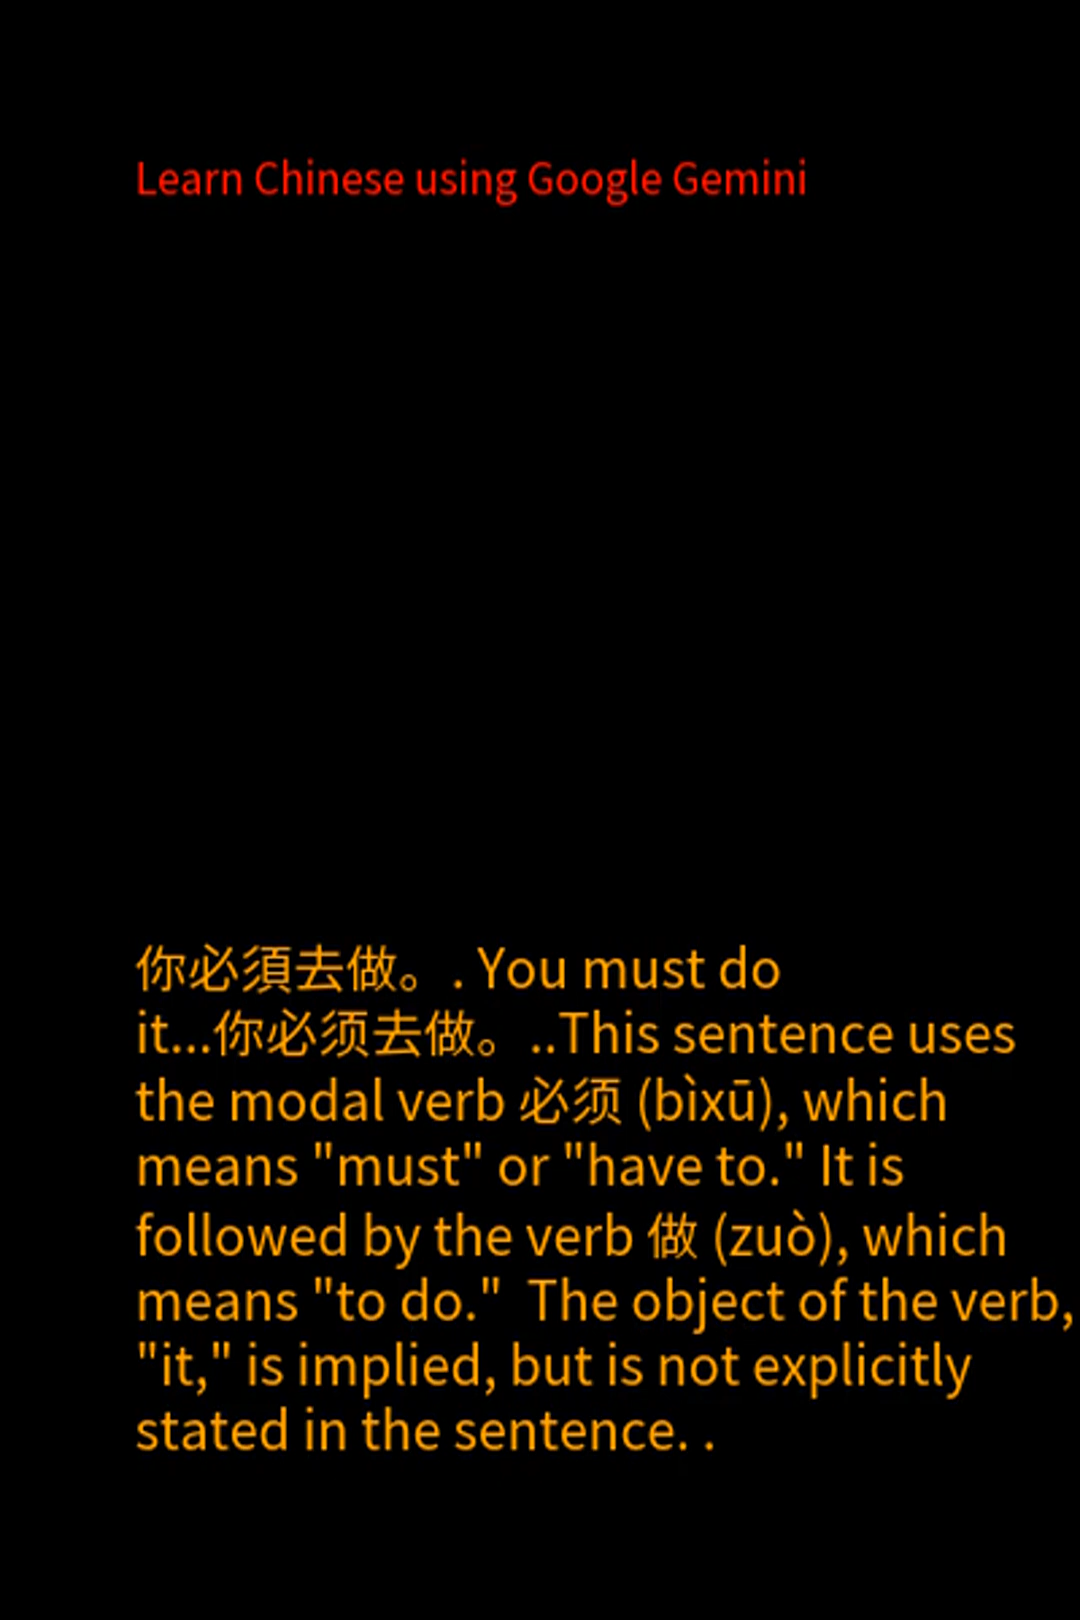 Learn Chinese using Google Gemini
你必須去做。. You must do
it...你必须去做。..This sentence uses
the modal verb 必须 (bìxū), which
means "must" or "have to." It is
followed by the verb 做 (zuò), which
means "to do."  The object of the verb,
"it," is implied, but is not explicitly
stated in the sentence. .